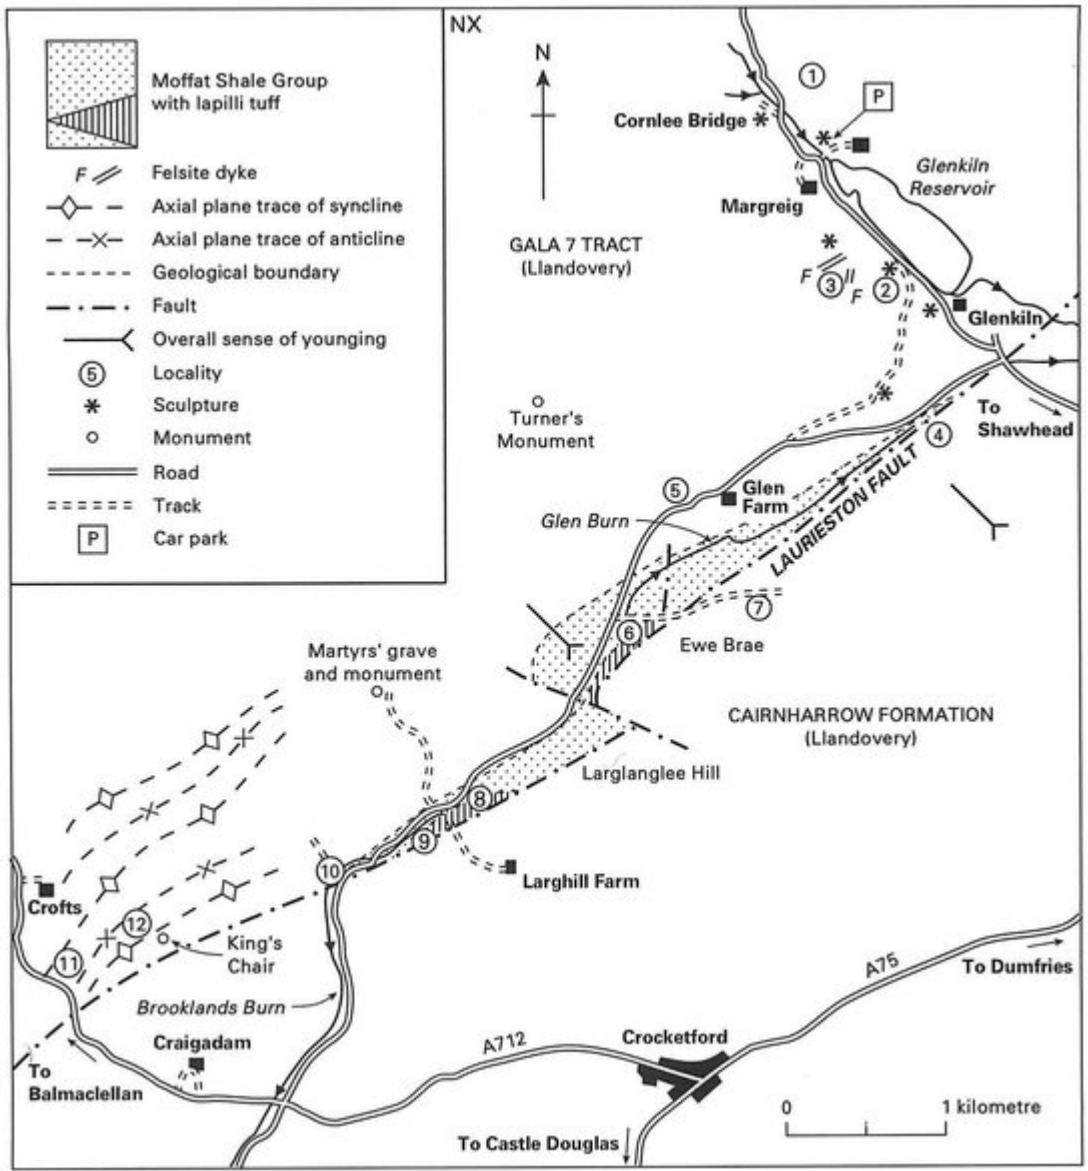 NX
Moffat Shale Group
with lapilli tuff
F
Felsite dyke
Axial plane trace of syncline
Axial plane trace of anticline
Geological boundary
Fault
Overall sense of younging
5
Locality
Sculpture
Monument
Road
Track
P
Car park
N
1
P
Cornlee Bridge
Glenkiln
Reservoir
Margreig
GALA 7 TRACT
(Llandovery)
F
3
F
2
Glenkiln
To
Shawhead
Turner's
Monument
4
5
Glen
Farm
Glen Burn
LAURIESTON FAULT
7
6
Ewe Brae
Martyrs' grave
and monument
CAIRNHARROW FORMATION
(Llandovery)
Larglanglee Hill
8
9
10
Larghill Farm
Crofts
12
11
King's
Chair
Brooklands Burn
A75
To Dumfries
Craigadam
A712
Crocketford
To
Balmaclellan
0
1 kilometre
To Castle Douglas